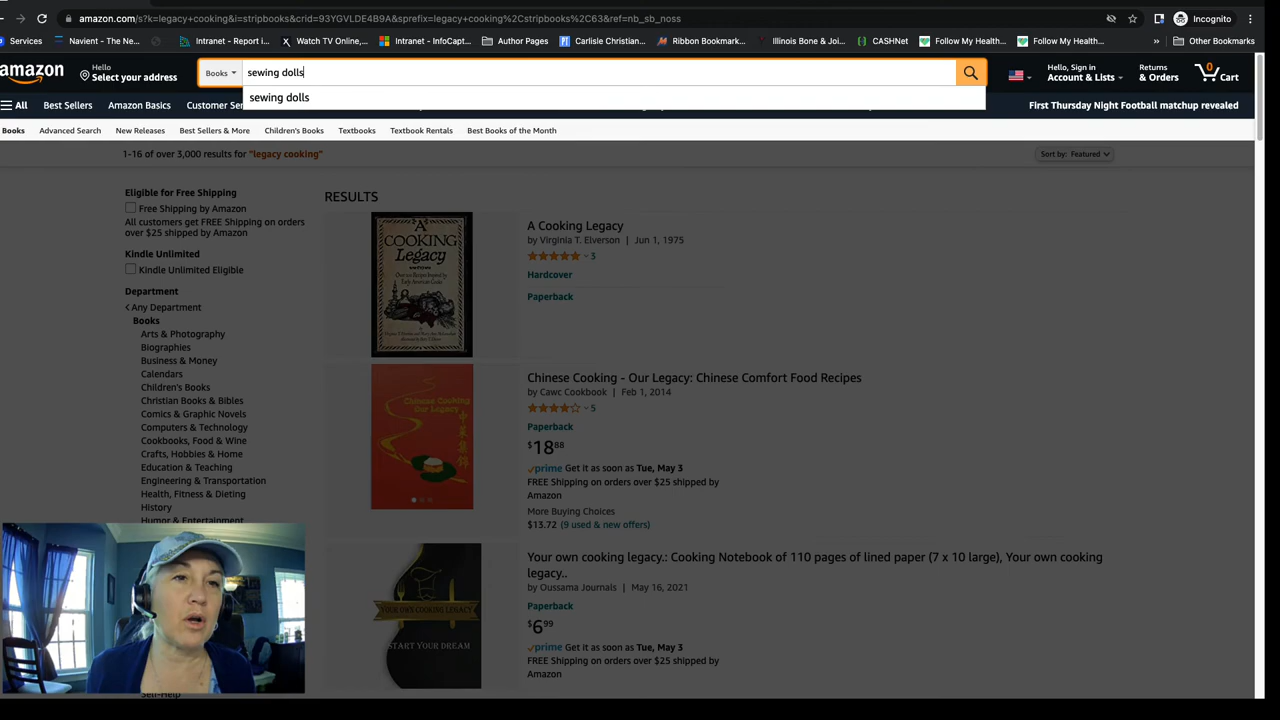 amazon.com/s?k=legacy+cooking&i=stripbooks&crid=93YGVLDE4B9A&sprefix=legacy+cooking%2Cstripbooks%2C63&ref=nb_sb_noss
Incognito
Services
Navient - The Ne...
Intranet - Report i...
Watch TV Online,...
Intranet - InfoCapt...
Author Pages
Carlisle Christian...
Ribbon Bookmark...
Illinois Bone & Joi...
CASHNet
Follow My Health...
Follow My Health...
»
Other Bookmarks
amazon
Hello
Select your address
Books
sewing dolls
Hello, Sign in
Account & Lists
Returns
& Orders
0
Cart
sewing dolls
All
Best Sellers
Amazon Basics
Customer Ser
First Thursday Night Football matchup revealed
Books
Advanced Search
New Releases
Best Sellers & More
Children's Books
Textbooks
Textbook Rentals
Best Books of the Month
1-16 of over 3,000 results for "legacy cooking"
Sort by: Featured
Eligible for Free Shipping
Free Shipping by Amazon
All customers get FREE Shipping on orders
over $25 shipped by Amazon
Kindle Unlimited
Kindle Unlimited Eligible
Department
Any Department
Books
Arts & Photography
Biographies
Business & Money
Calendars
Children's Books
Christian Books & Bibles
Comics & Graphic Novels
Computers & Technology
Cookbooks, Food & Wine
Crafts, Hobbies & Home
Education & Teaching
Engineering & Transportation
Health, Fitness & Dieting
History
Humor & Entertainment
Self-Help
RESULTS
A
COOKING
Legacy
A Cooking Legacy
by Virginia T. Elverson | Jun 1, 1975
3
Hardcover
Paperback
Chinese Cooking
Our Legacy
Chinese Cooking - Our Legacy: Chinese Comfort Food Recipes
by Cawc Cookbook | Feb 1, 2014
5
Paperback
$18 88
prime Get it as soon as Tue, May 3
FREE Shipping on orders over $25 shipped by
Amazon
More Buying Choices
$13.72 (9 used & new offers)
YOUR OWN COOKING LEGACY
START YOUR DREAM
Your own cooking legacy.: Cooking Notebook of 110 pages of lined paper (7 x 10 large), Your own cooking
legacy..
by Oussama Journals | May 16, 2021
Paperback
$6 99
prime Get it as soon as Tue, May 3
FREE Shipping on orders over $25 shipped by
Amazon